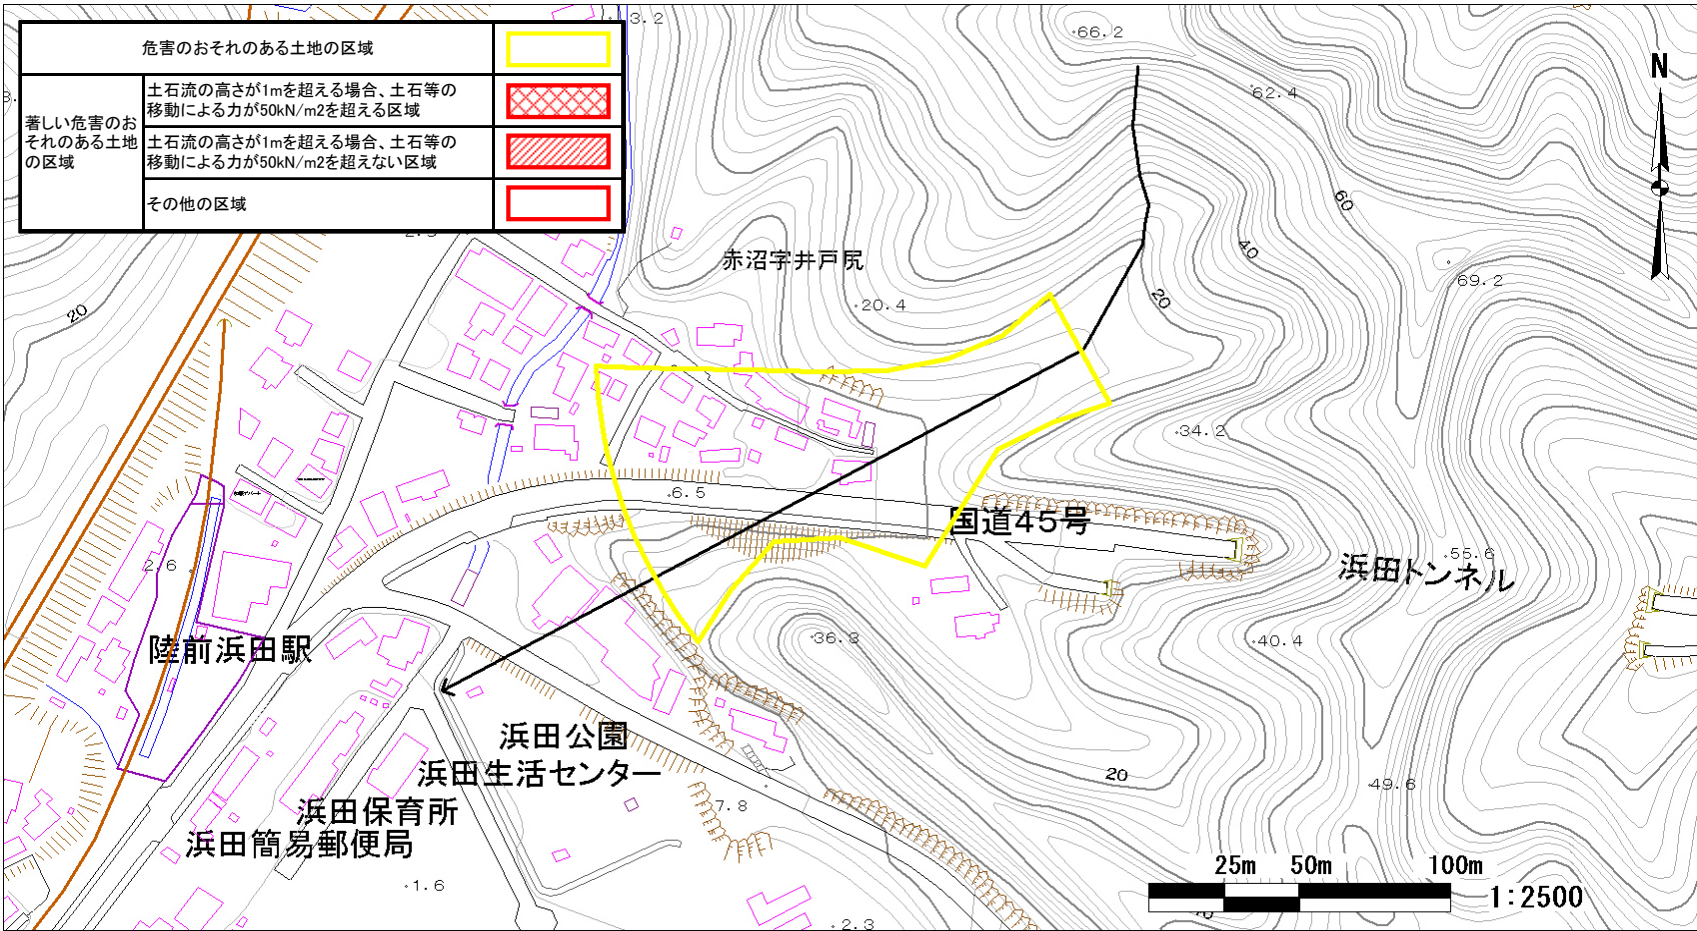 危害のおそれのある土地の区域
著しい危害のお
それのある土地
の区域
土石流の高さが1mを超える場合、土石等の
移動による力が50kN/m2を超える区域
土石流の高さが1mを超える場合、土石等の
移動による力が50kN/m2を超えない区域
その他の区域
3.2
66.2
62.4
N
60
40
20
69.2
赤沼字井戸尻
20.4
20
34.2
6.5
国道45号
浜田トンネル
55.6
2.6
陸前浜田駅
36.3
40.4
浜田公園
浜田生活センター
20
49.6
浜田保育所
7.8
浜田簡易郵便局
1.6
2.3
25m 50m 100m
1:2500